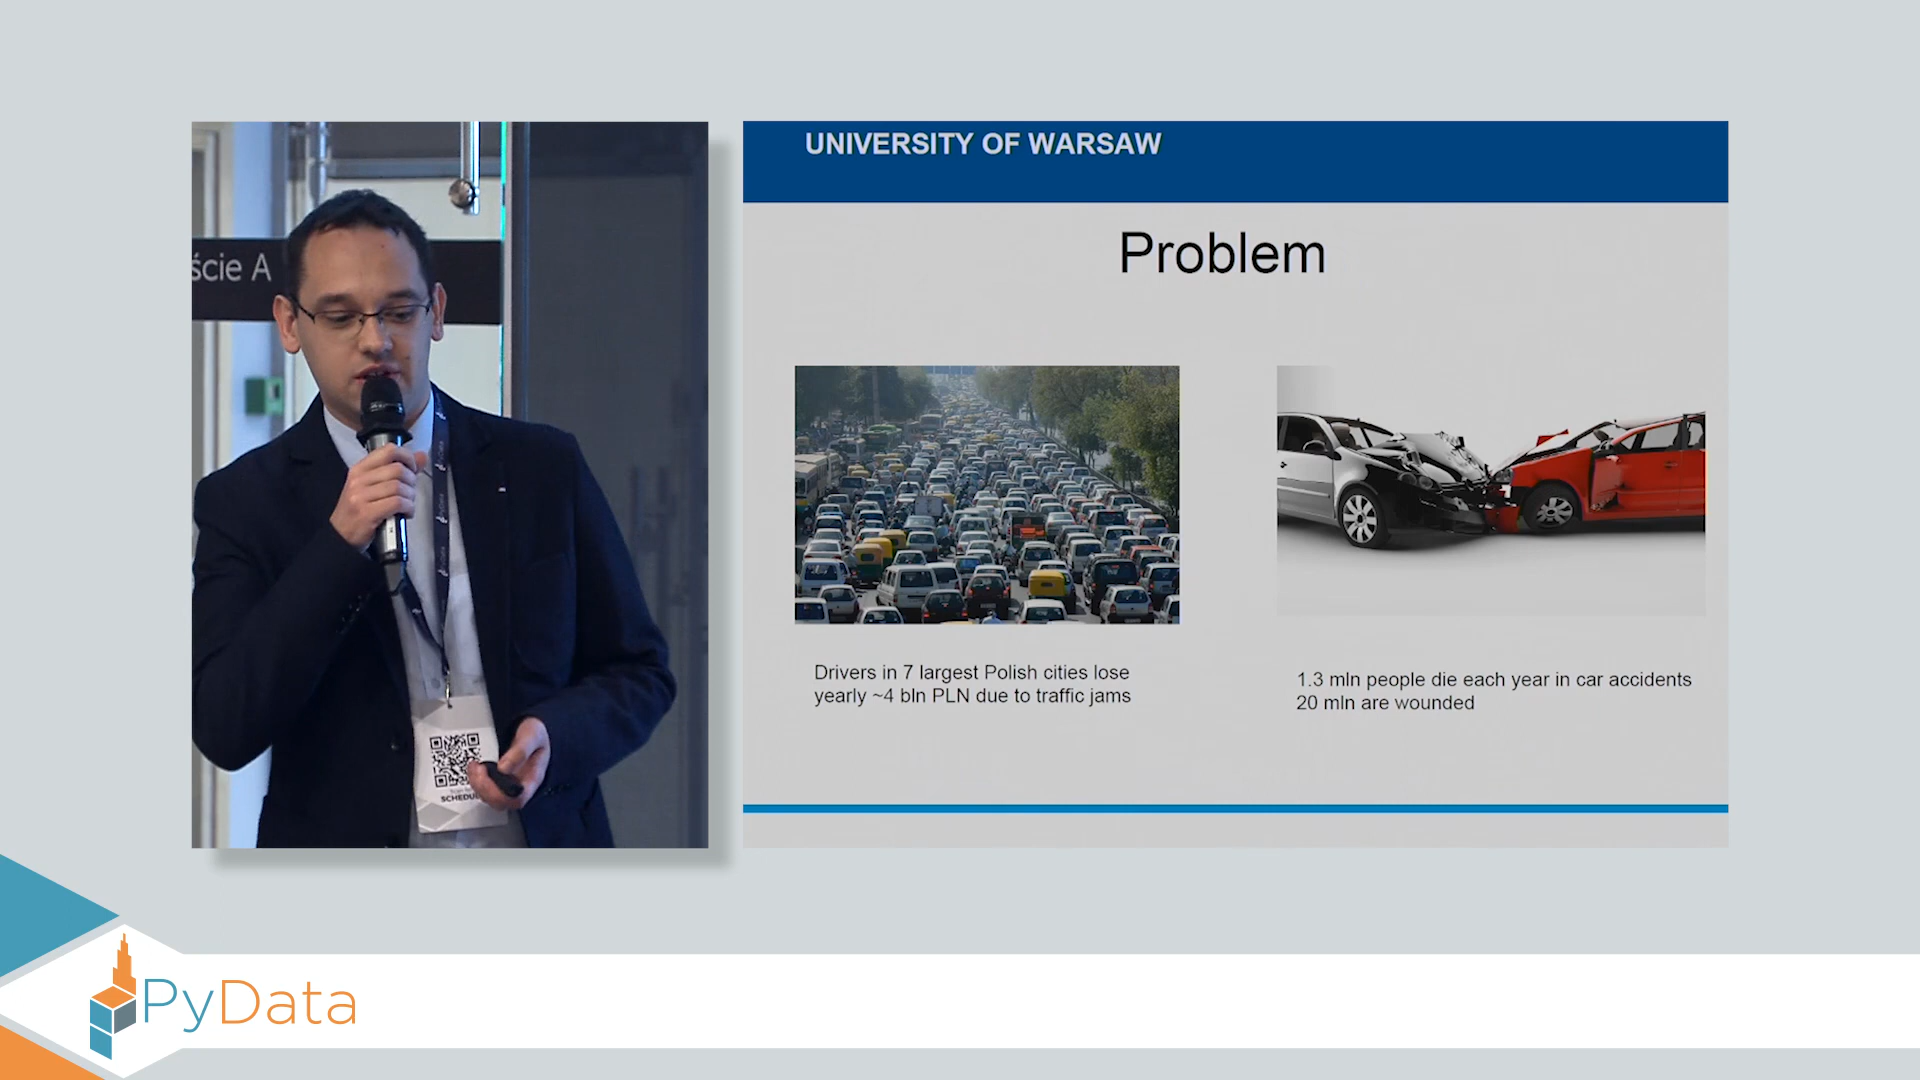 ście A
SCHEDUL
UNIVERSITY OF WARSAW
Problem
Drivers in 7 largest Polish cities lose
yearly ~4 bln PLN due to traffic jams
1.3 mln people die each year in car accidents
20 mln are wounded
PyData